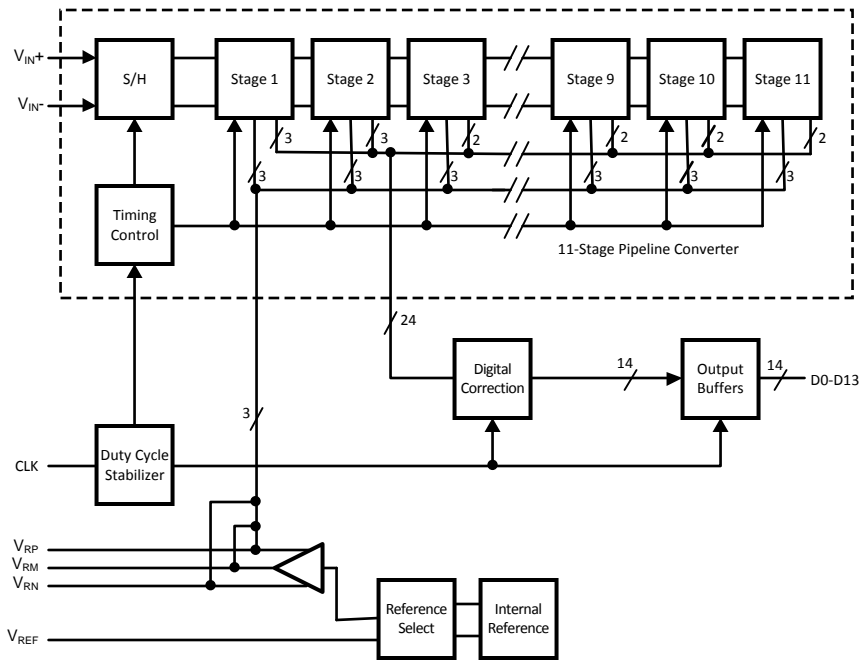 V_IN+
V_IN-
S/H
Stage 1
Stage 2
Stage 3
Stage 9
Stage 10
Stage 11
3
3
2
2
2
2
3
3
3
3
3
3
Timing
Control
11-Stage Pipeline Converter
24
Digital
Correction
14
Output
Buffers
14
D0-D13
3
CLK
Duty Cycle
Stabilizer
V_RP
V_RM
V_RN
V_REF
Reference
Select
Internal
Reference